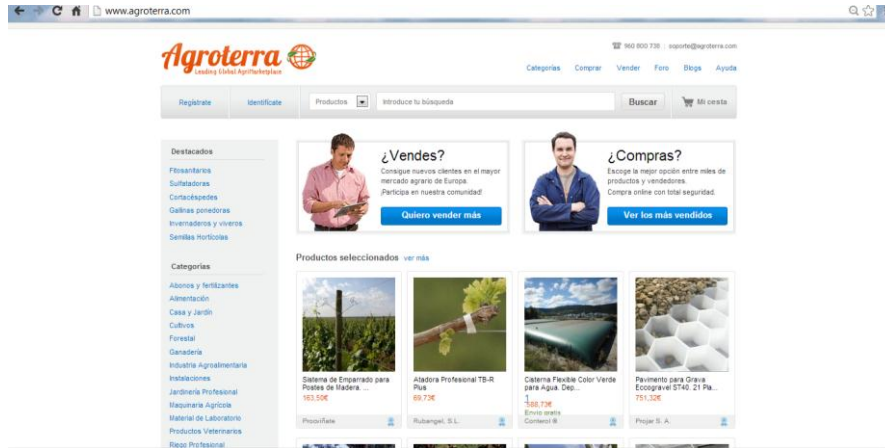 www.agroterra.com
Agroterra
Leading Global AgriMarketplace
960 800 738 | soporte@agroterra.com
Categorías Comprar Vender Foro Blogs Ayuda
Regístrate Identifícate Productos Introduce tu búsqueda Buscar Mi cesta
Destacados
Fitosanitarios
Sulfatadoras
Cortacéspedes
Gallinas ponedoras
Invernaderos y viveros
Semillas Hortícolas
Categorías
Abonos y fertilizantes
Alimentación
Casa y Jardín
Cultivos
Forestal
Ganadería
Industria Agroalimentaria
Instalaciones
Jardinería Profesional
Maquinaria Agrícola
Material de Laboratorio
Productos Veterinarios
Riego Profesional
¿Vendes?
Consigue nuevos clientes en el mayor
mercado agrario de Europa.
¡Participa en nuestra comunidad!
Quiero vender más
¿Compras?
Escoge la mejor opción entre miles de
productos y vendedores.
Compra online con total seguridad.
Ver los más vendidos
Productos seleccionados ver más
Sistema de Emparrado para
Postes de Madera. ...
163,50€
Prooviñete
Atadora Profesional TB-R
Plus
69,73€
Rubangel, S.L.
Cisterna Flexible Color Verde
para Agua. Dep...
588,73€
Envío gratis
Conterol ®
Pavimento para Grava
Eccogravel ST40. 21 Pla...
751,32€
Projar S. A.